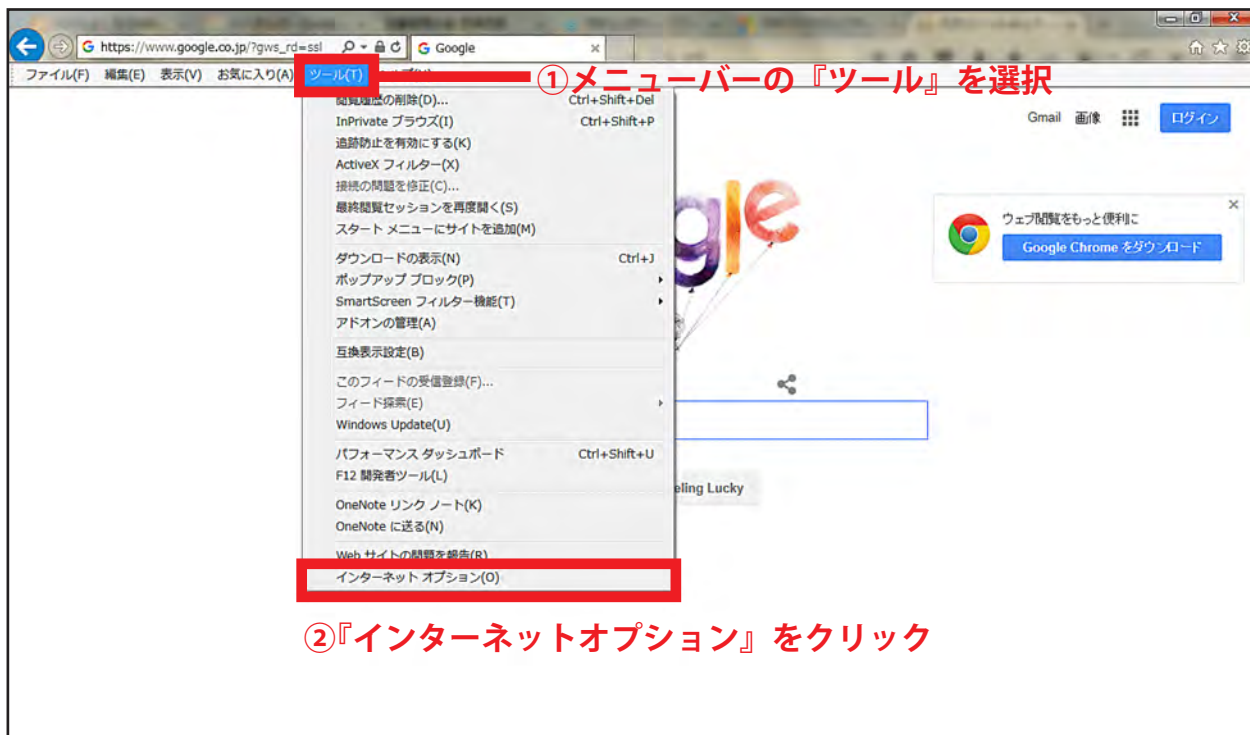 https://www.google.co.jp/?gws_rd=ssl
Google
ファイル(F) 編集(E) 表示(V) お気に入り(A) ツール(T)
①メニューバーの『ツール』を選択
閲覧履歴の削除(D)... Ctrl+Shift+Del
InPrivate ブラウズ(I) Ctrl+Shift+P
追跡防止を有効にする(K)
ActiveX フィルター(X)
接続の問題を修正(C)...
最終閲覧セッションを再度開く(S)
スタート メニューにサイトを追加(M)
ダウンロードの表示(N) Ctrl+J
ポップアップ ブロック(P)
SmartScreen フィルター機能(T)
アドオンの管理(A)
互換表示設定(B)
このフィードの受信登録(F)...
フィード探索(E)
Windows Update(U)
パフォーマンス ダッシュボード Ctrl+Shift+U
F12 開発者ツール(L)
OneNote リンク ノート(K)
OneNote に送る(N)
Web サイトの問題を報告(R)
インターネット オプション(O)
②『インターネットオプション』をクリック
Gmail 画像 ログイン
ウェブ閲覧をもっと便利に
Google Chrome をダウンロード
gle
eling Lucky